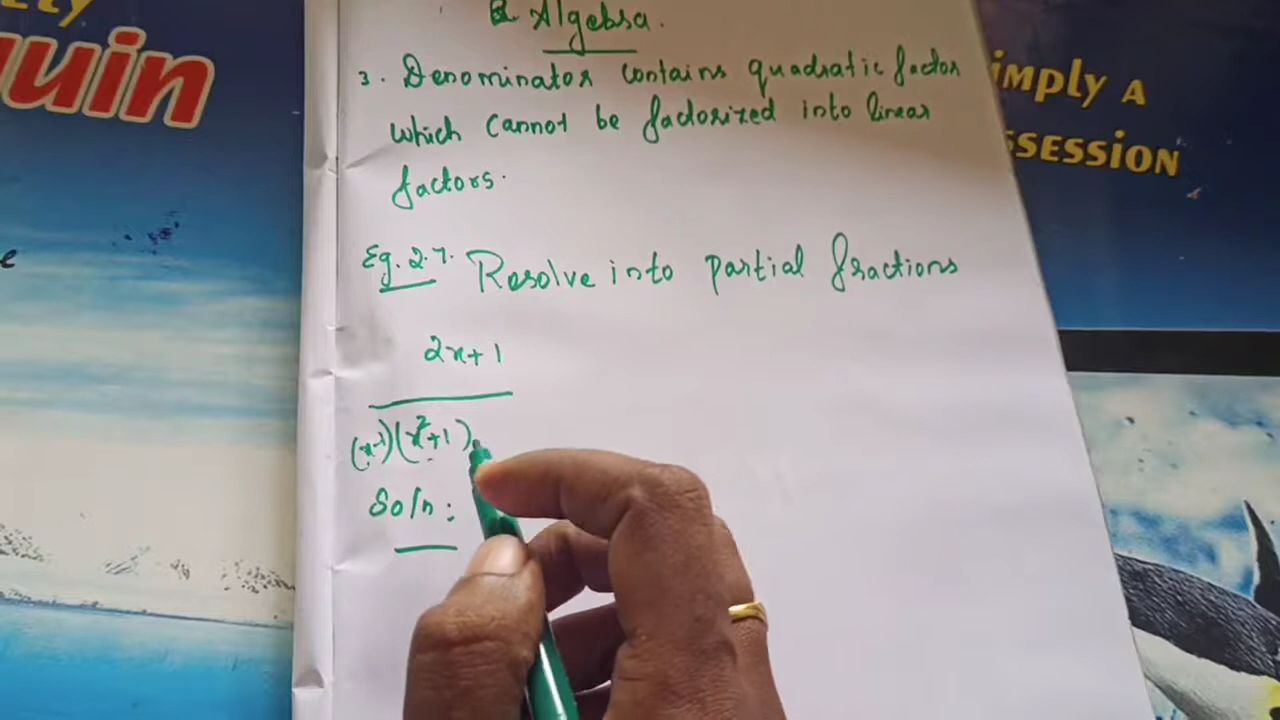 2. Algebra.
3. Denominator contains quadratic factor
which cannot be factorized into linear
factors.
Eg. 2.7. Resolve into partial fractions
2x+1
(x-1)(x²+1)
Soln:
uin
IMPLY A
SSESSION
e